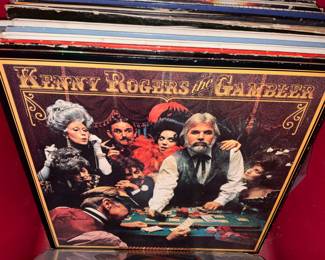 KENNY ROGERS the GAMBLER